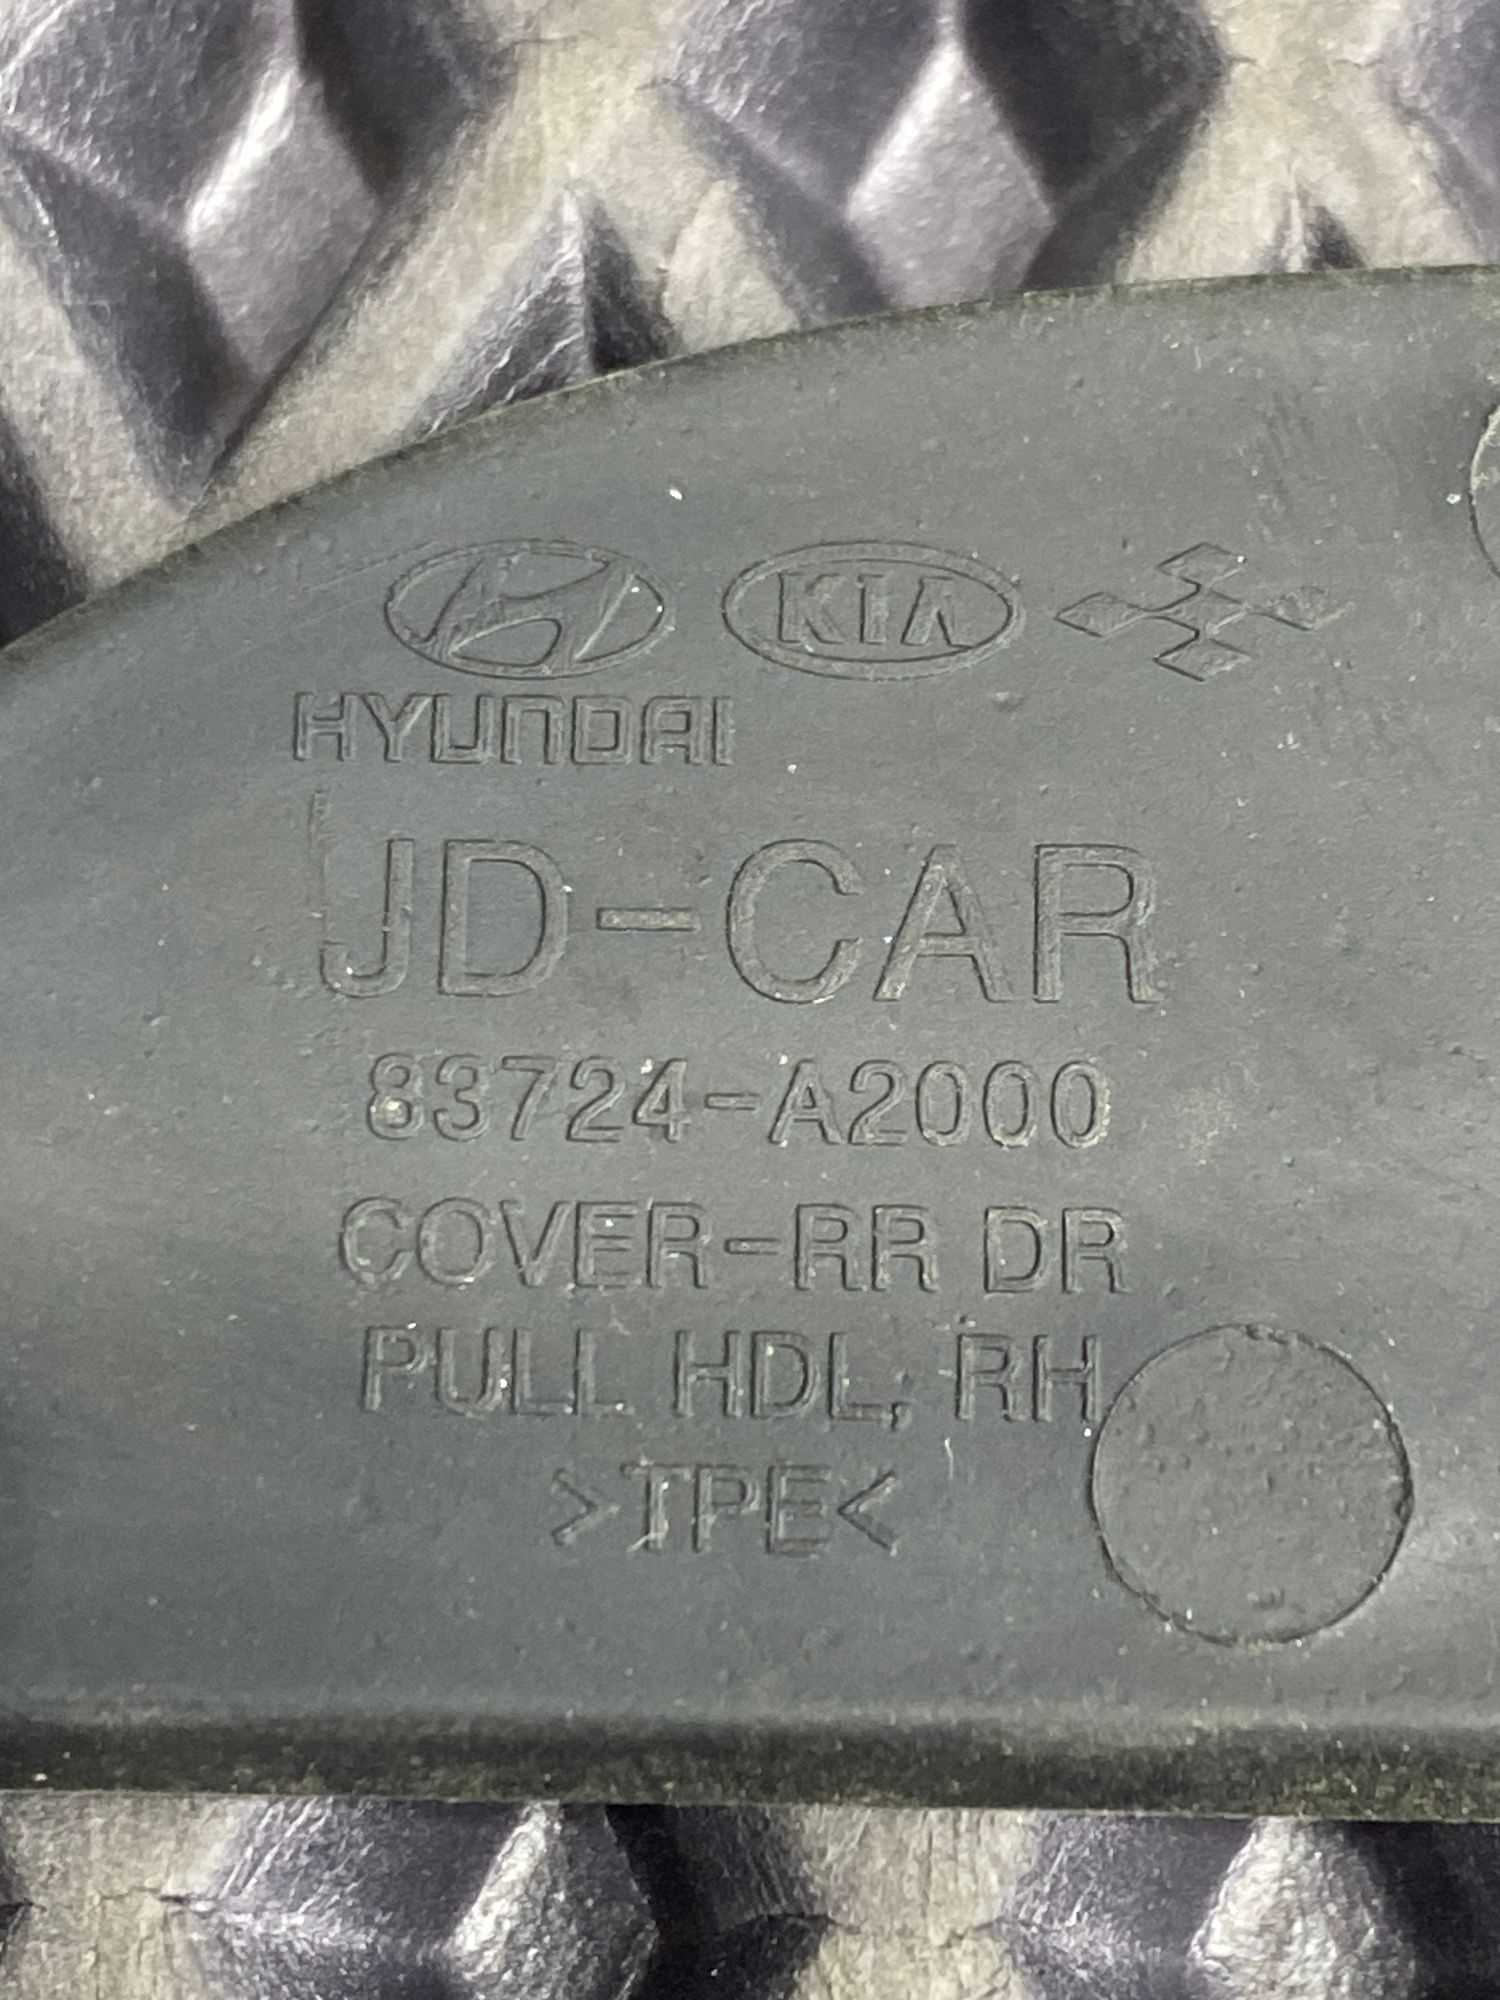 KIA
HYUNDAI
JD-CAR
83724-A2000
COVER-RR DR
PULL HDL, RH
>TPE<